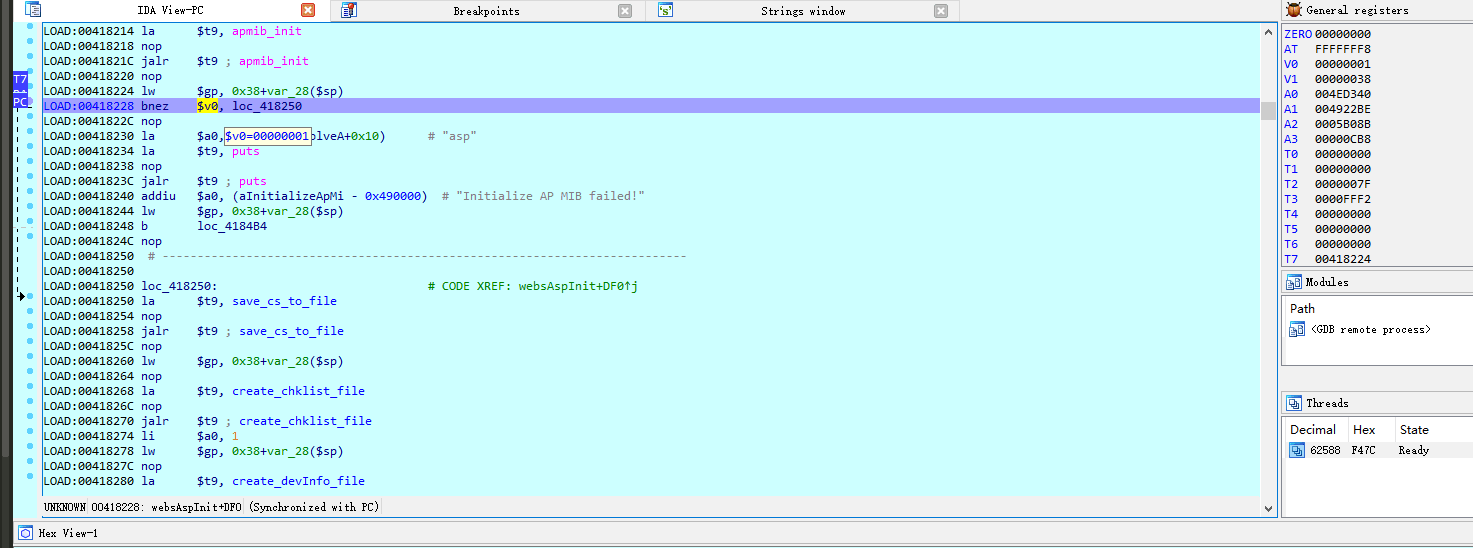 IDA View-PC
Breakpoints
Strings window
General registers
LOAD:00418214 la $t9, apmib_init
LOAD:00418218 nop
LOAD:0041821C jalr $t9 ; apmib_init
LOAD:00418220 nop
LOAD:00418224 lw $gp, 0x38+var_28($sp)
LOAD:00418228 bnez $v0, loc_418250
LOAD:0041822C nop
LOAD:00418230 la $a0, $v0=00000001olveA+0x10) # "asp"
LOAD:00418234 la $t9, puts
LOAD:00418238 nop
LOAD:0041823C jalr $t9 ; puts
LOAD:00418240 addiu $a0, (aInitializeApMi - 0x490000) # "Initialize AP MIB failed!"
LOAD:00418244 lw $gp, 0x38+var_28($sp)
LOAD:00418248 b loc_4184B4
LOAD:0041824C nop
LOAD:00418250 # ---------------------------------------------------------------------------
LOAD:00418250
LOAD:00418250 loc_418250: # CODE XREF: websAspInit+DF0↑j
LOAD:00418250 la $t9, save_cs_to_file
LOAD:00418254 nop
LOAD:00418258 jalr $t9 ; save_cs_to_file
LOAD:0041825C nop
LOAD:00418260 lw $gp, 0x38+var_28($sp)
LOAD:00418264 nop
LOAD:00418268 la $t9, create_chklist_file
LOAD:0041826C nop
LOAD:00418270 jalr $t9 ; create_chklist_file
LOAD:00418274 li $a0, 1
LOAD:00418278 lw $gp, 0x38+var_28($sp)
LOAD:0041827C nop
LOAD:00418280 la $t9, create_devInfo_file
UNKNOWN 00418228: websAspInit+DF0 (Synchronized with PC)
Hex View-1
T7
PC
ZERO 00000000
AT FFFFFFF8
V0 00000001
V1 00000038
A0 004ED340
A1 004922BE
A2 0005B08B
A3 00000CB8
T0 00000000
T1 00000000
T2 0000007F
T3 0000FFF2
T4 00000000
T5 00000000
T6 00000000
T7 00418224
Modules
Path
<GDB remote process>
Threads
Decimal Hex State
62588 F47C Ready